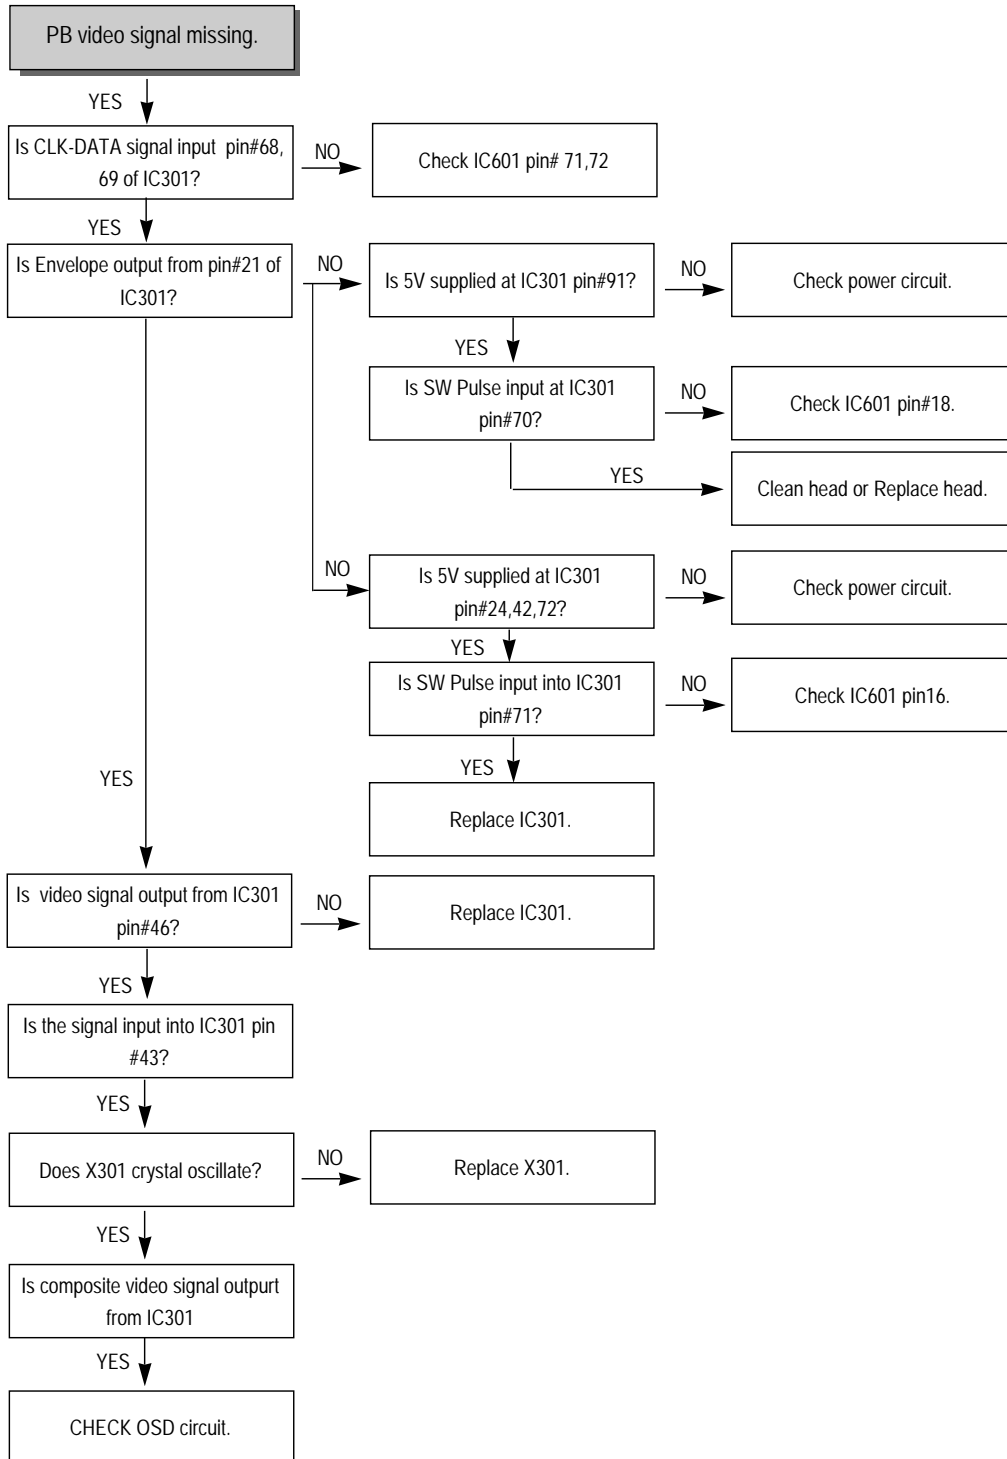 PB video signal missing.
YES
Is CLK-DATA signal input pin#68,
69 of IC301?
NO
Check IC601 pin# 71,72
YES
Is Envelope output from pin#21 of
IC301?
NO
Is 5V supplied at IC301 pin#91?
NO
Check power circuit.
YES
Is SW Pulse input at IC301
pin#70?
NO
Check IC601 pin#18.
YES
Clean head or Replace head.
NO
Is 5V supplied at IC301
pin#24,42,72?
NO
Check power circuit.
YES
Is SW Pulse input into IC301
pin#71?
NO
Check IC601 pin16.
YES
Replace IC301.
YES
Is video signal output from IC301
pin#46?
NO
Replace IC301.
YES
Is the signal input into IC301 pin
#43?
YES
Does X301 crystal oscillate?
NO
Replace X301.
YES
Is composite video signal outpurt
from IC301
YES
CHECK OSD circuit.